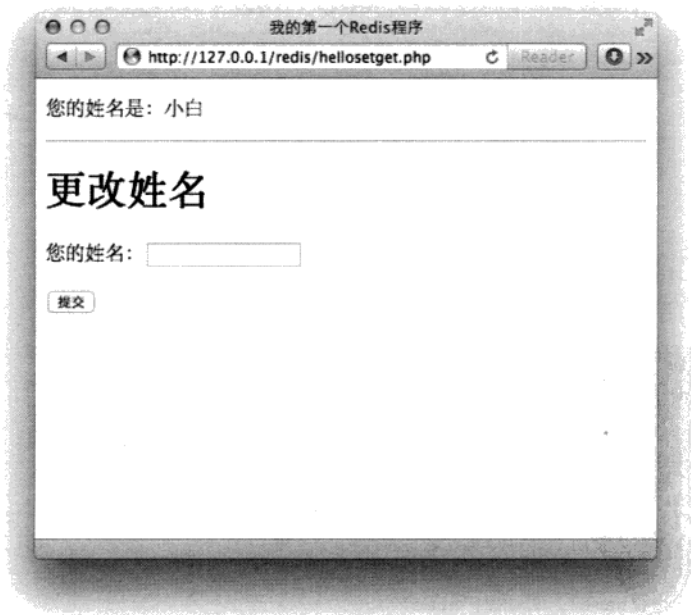 我的第一个Redis程序
http://127.0.0.1/redis/hellosetget.php Reader
您的姓名是：小白
更改姓名
您的姓名：
提交